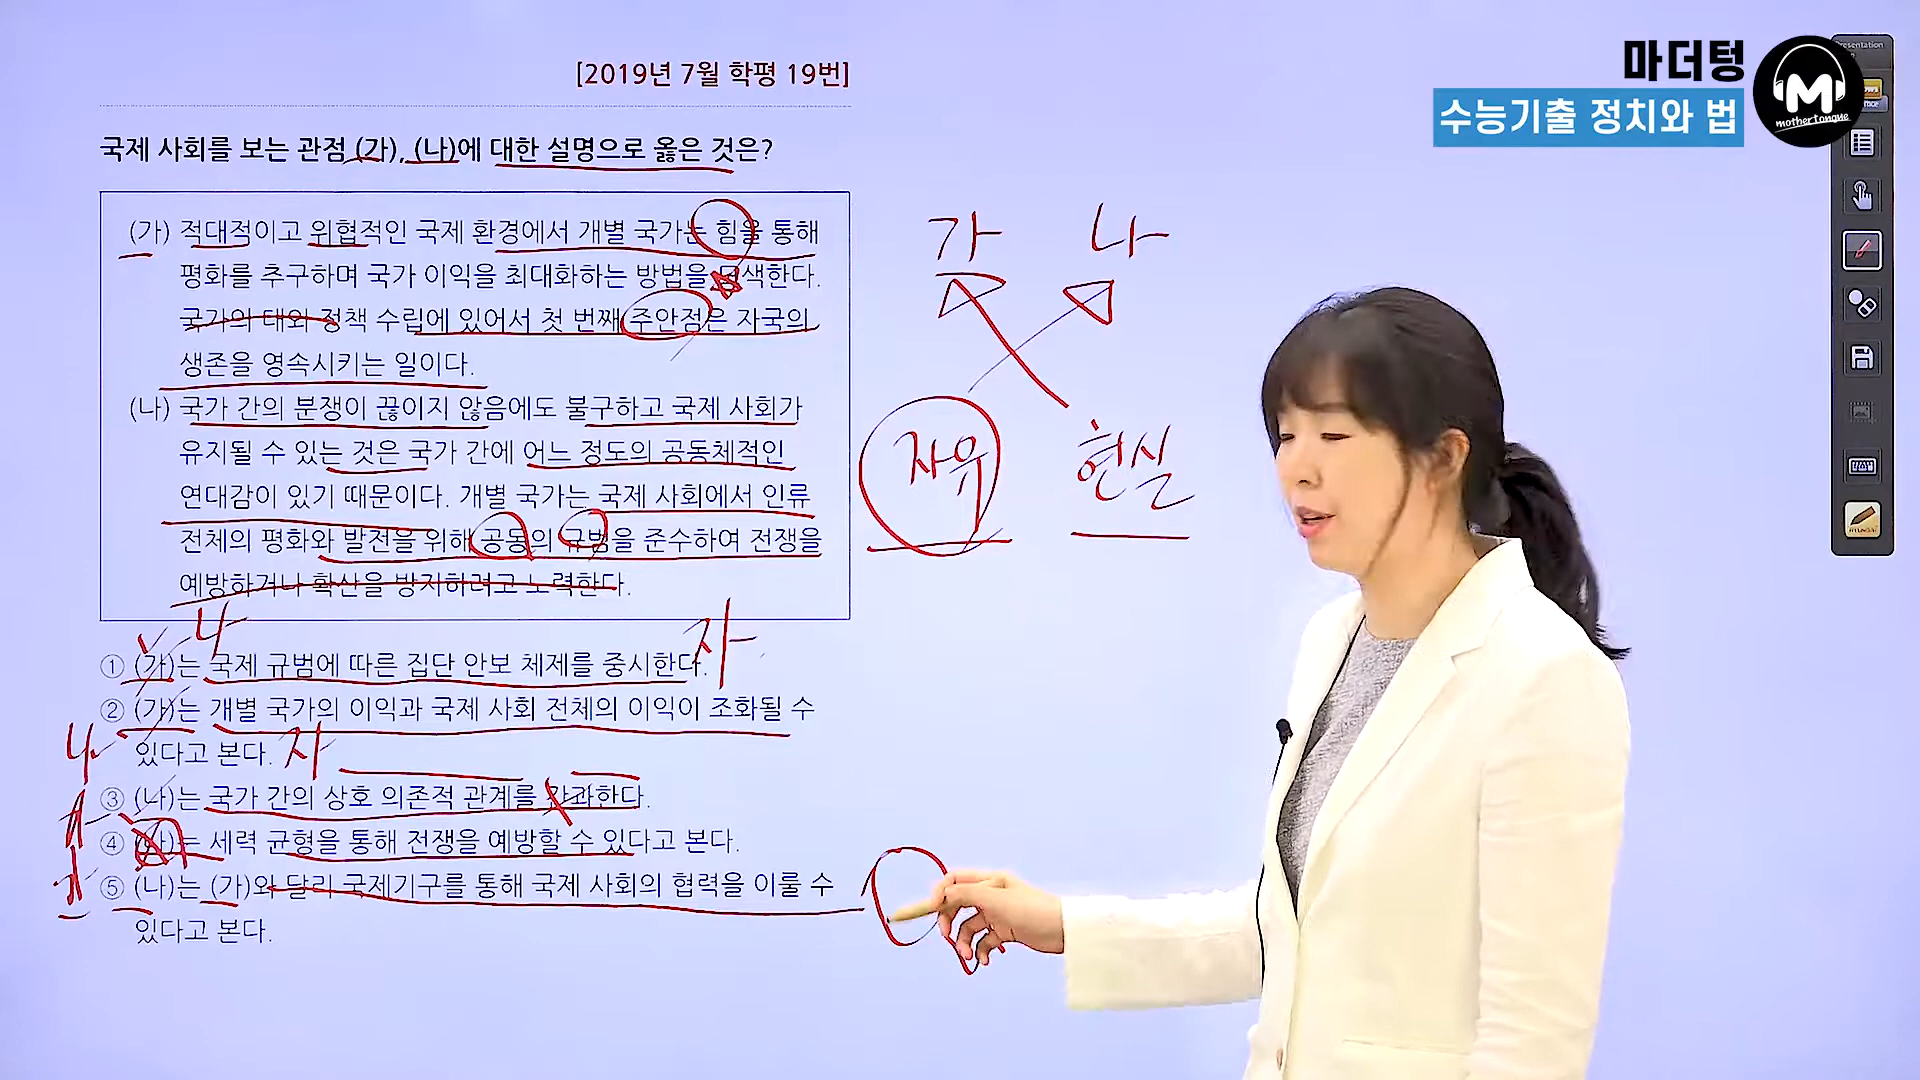 [2019년 7월 학평 19번]
마더텅
수능기출 정치와 법
M
mothertongue
Presentation
국제 사회를 보는 관점 (가), (나)에 대한 설명으로 옳은 것은?
(가) 적대적이고 위협적인 국제 환경에서 개별 국가는 힘을 통해
평화를 추구하며 국가 이익을 최대화하는 방법을 모색한다.
국가의 대외 정책 수립에 있어서 첫 번째 주안점은 자국의
생존을 영속시키는 일이다.
(나) 국가 간의 분쟁이 끊이지 않음에도 불구하고 국제 사회가
유지될 수 있는 것은 국가 간에 어느 정도의 공동체적인
연대감이 있기 때문이다. 개별 국가는 국제 사회에서 인류
전체의 평화와 발전을 위해 공동의 규범을 준수하여 전쟁을
예방하거나 확산을 방지하려고 노력한다.
가 나
자유 현실
나 자
① (가)는 국제 규범에 따른 집단 안보 체제를 중시한다.
② (가)는 개별 국가의 이익과 국제 사회 전체의 이익이 조화될 수
있다고 본다. 자
나
③ (나)는 국가 간의 상호 의존적 관계를 간과한다.
④ (나)는 세력 균형을 통해 전쟁을 예방할 수 있다고 본다.
⑤ (나)는 (가)와 달리 국제기구를 통해 국제 사회의 협력을 이룰 수
있다고 본다.